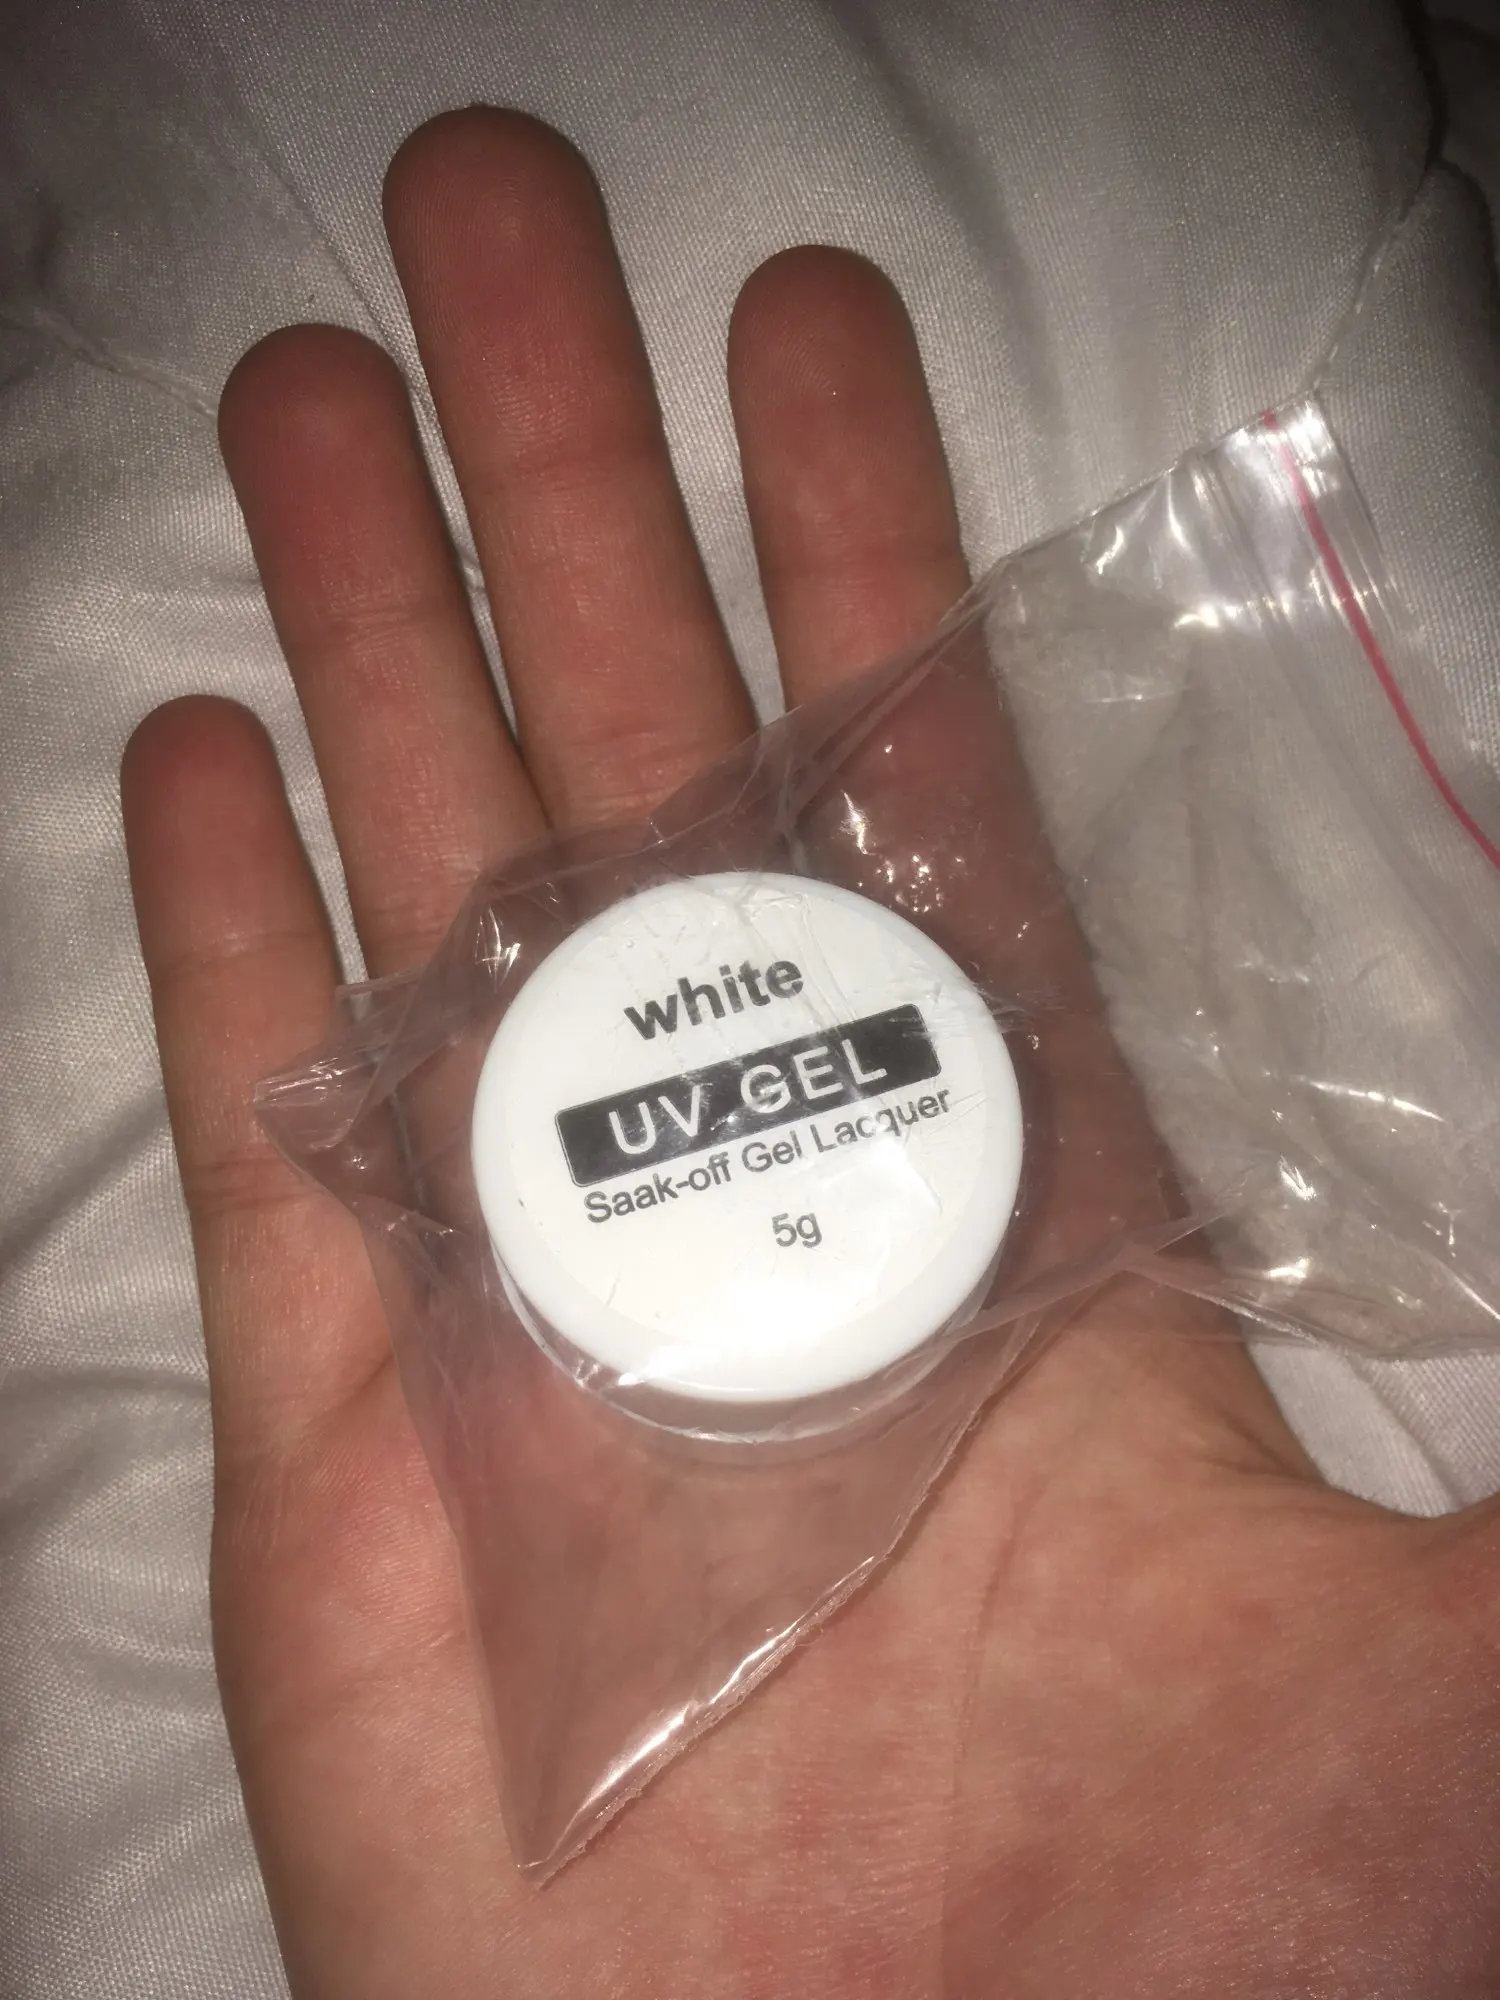 white
UV GEL
Saak-off Gel Lacquer
5g